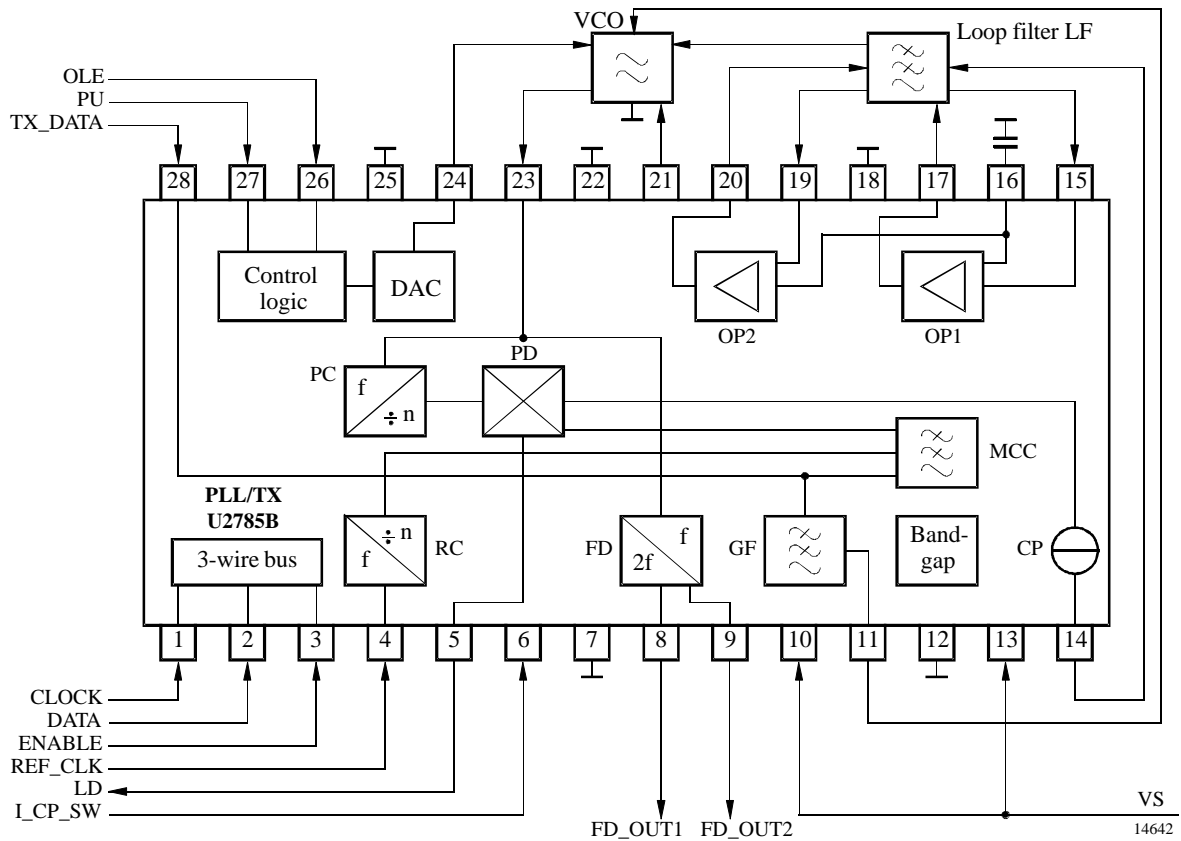 VCO
Loop filter LF
OLE
PU
TX_DATA
28 27 26 25 24 23 22 21 20 19 18 17 16 15
Control
logic
DAC
OP2
OP1
PD
PC
f
÷ n
MCC
PLL/TX
U2785B
3-wire bus
÷ n
f
RC
FD
f
2f
GF
Band-
gap
CP
1 2 3 4 5 6 7 8 9 10 11 12 13 14
CLOCK
DATA
ENABLE
REF_CLK
LD
I_CP_SW
FD_OUT1
FD_OUT2
VS
14642